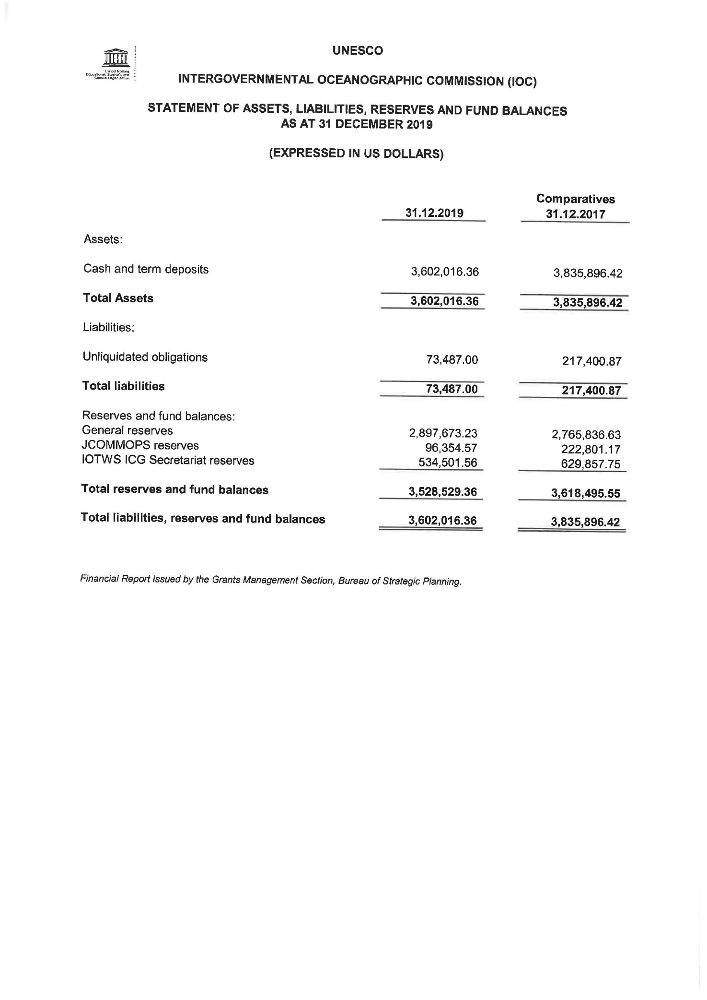 UNESCO
United Nations
Educational, Scientific and
Cultural Organization
INTERGOVERNMENTAL OCEANOGRAPHIC COMMISSION (IOC)
STATEMENT OF ASSETS, LIABILITIES, RESERVES AND FUND BALANCES
AS AT 31 DECEMBER 2019
(EXPRESSED IN US DOLLARS)
Comparatives
31.12.2019 31.12.2017
Assets:
Cash and term deposits 3,602,016.36 3,835,896.42
Total Assets 3,602,016.36 3,835,896.42
Liabilities:
Unliquidated obligations 73,487.00 217,400.87
Total liabilities 73,487.00 217,400.87
Reserves and fund balances:
General reserves 2,897,673.23 2,765,836.63
JCOMMOPS reserves 96,354.57 222,801.17
IOTWS ICG Secretariat reserves 534,501.56 629,857.75
Total reserves and fund balances 3,528,529.36 3,618,495.55
Total liabilities, reserves and fund balances 3,602,016.36 3,835,896.42
Financial Report issued by the Grants Management Section, Bureau of Strategic Planning.